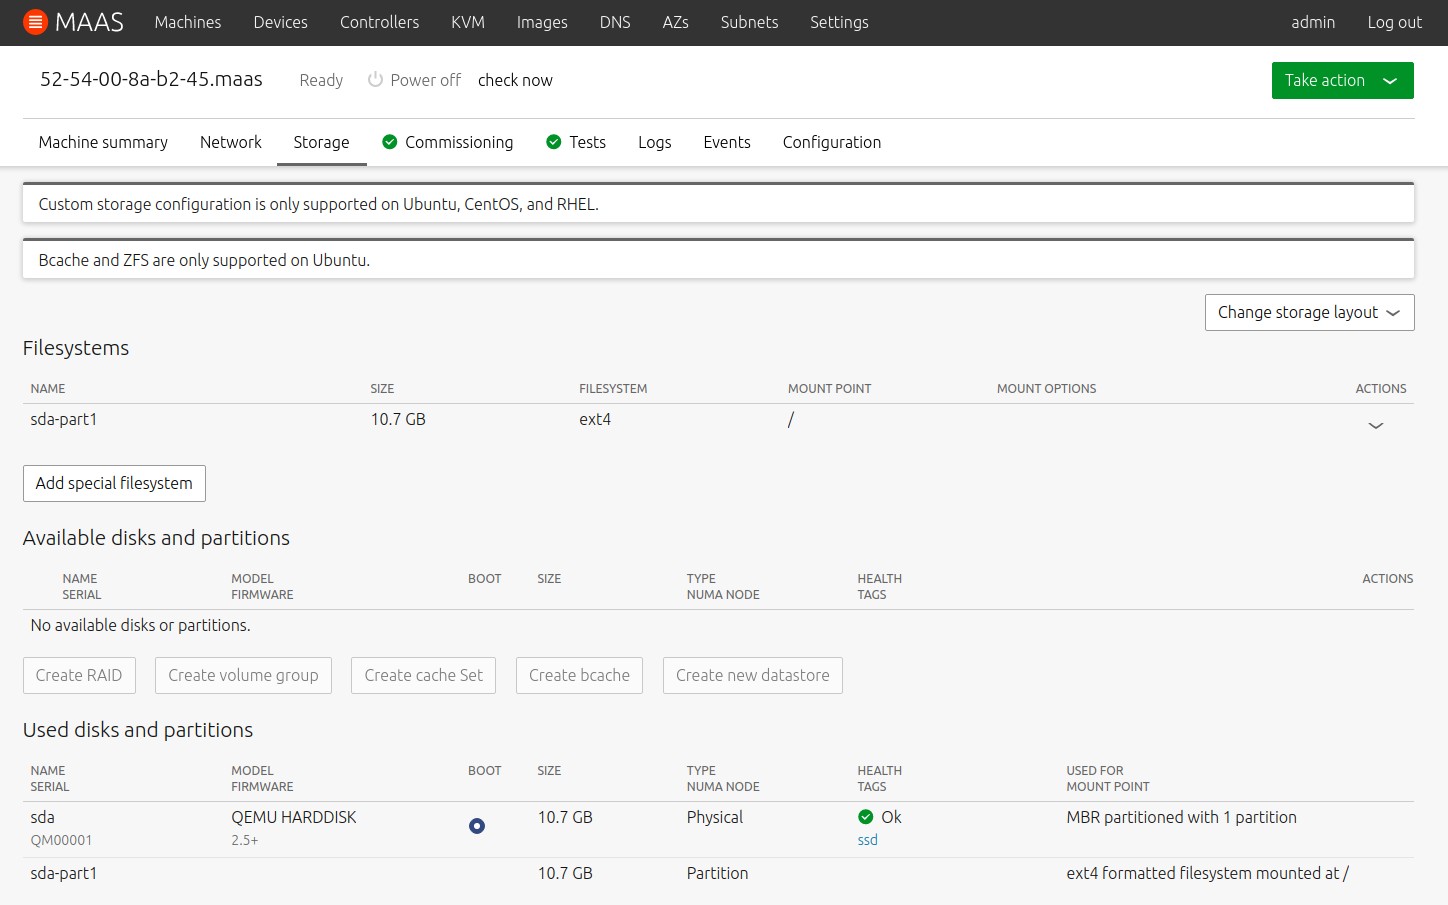 MAAS Machines Devices Controllers KVM Images DNS AZs Subnets Settings admin Log out
52-54-00-8a-b2-45.maas Ready Power off check now Take action
Machine summary Network Storage Commissioning Tests Logs Events Configuration
Custom storage configuration is only supported on Ubuntu, CentOS, and RHEL.
Bcache and ZFS are only supported on Ubuntu.
Change storage layout
Filesystems
NAME SIZE FILESYSTEM MOUNT POINT MOUNT OPTIONS ACTIONS
sda-part1 10.7 GB ext4 /
Add special filesystem
Available disks and partitions
NAME MODEL BOOT SIZE TYPE HEALTH ACTIONS
SERIAL FIRMWARE NUMA NODE TAGS
No available disks or partitions.
Create RAID Create volume group Create cache Set Create bcache Create new datastore
Used disks and partitions
NAME MODEL BOOT SIZE TYPE HEALTH USED FOR
SERIAL FIRMWARE NUMA NODE TAGS MOUNT POINT
sda QEMU HARDDISK 10.7 GB Physical Ok MBR partitioned with 1 partition
QM00001 2.5+ ssd
sda-part1 10.7 GB Partition ext4 formatted filesystem mounted at /